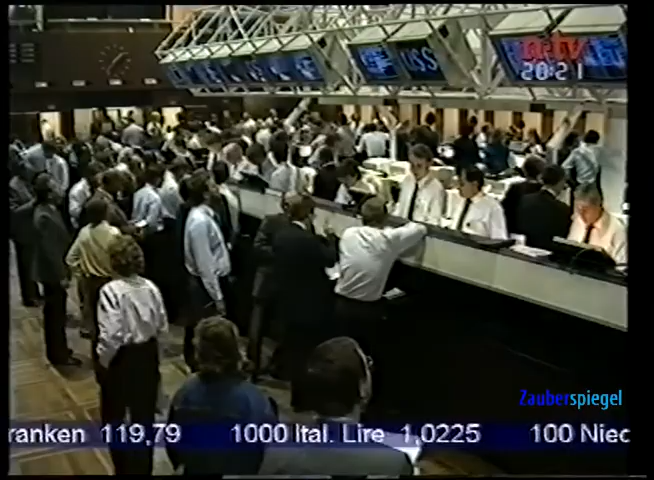 n-tv
20:21
Zauberspiegel
ranken 119,79 1000 Ital. Lire 1,0225 100 Niec